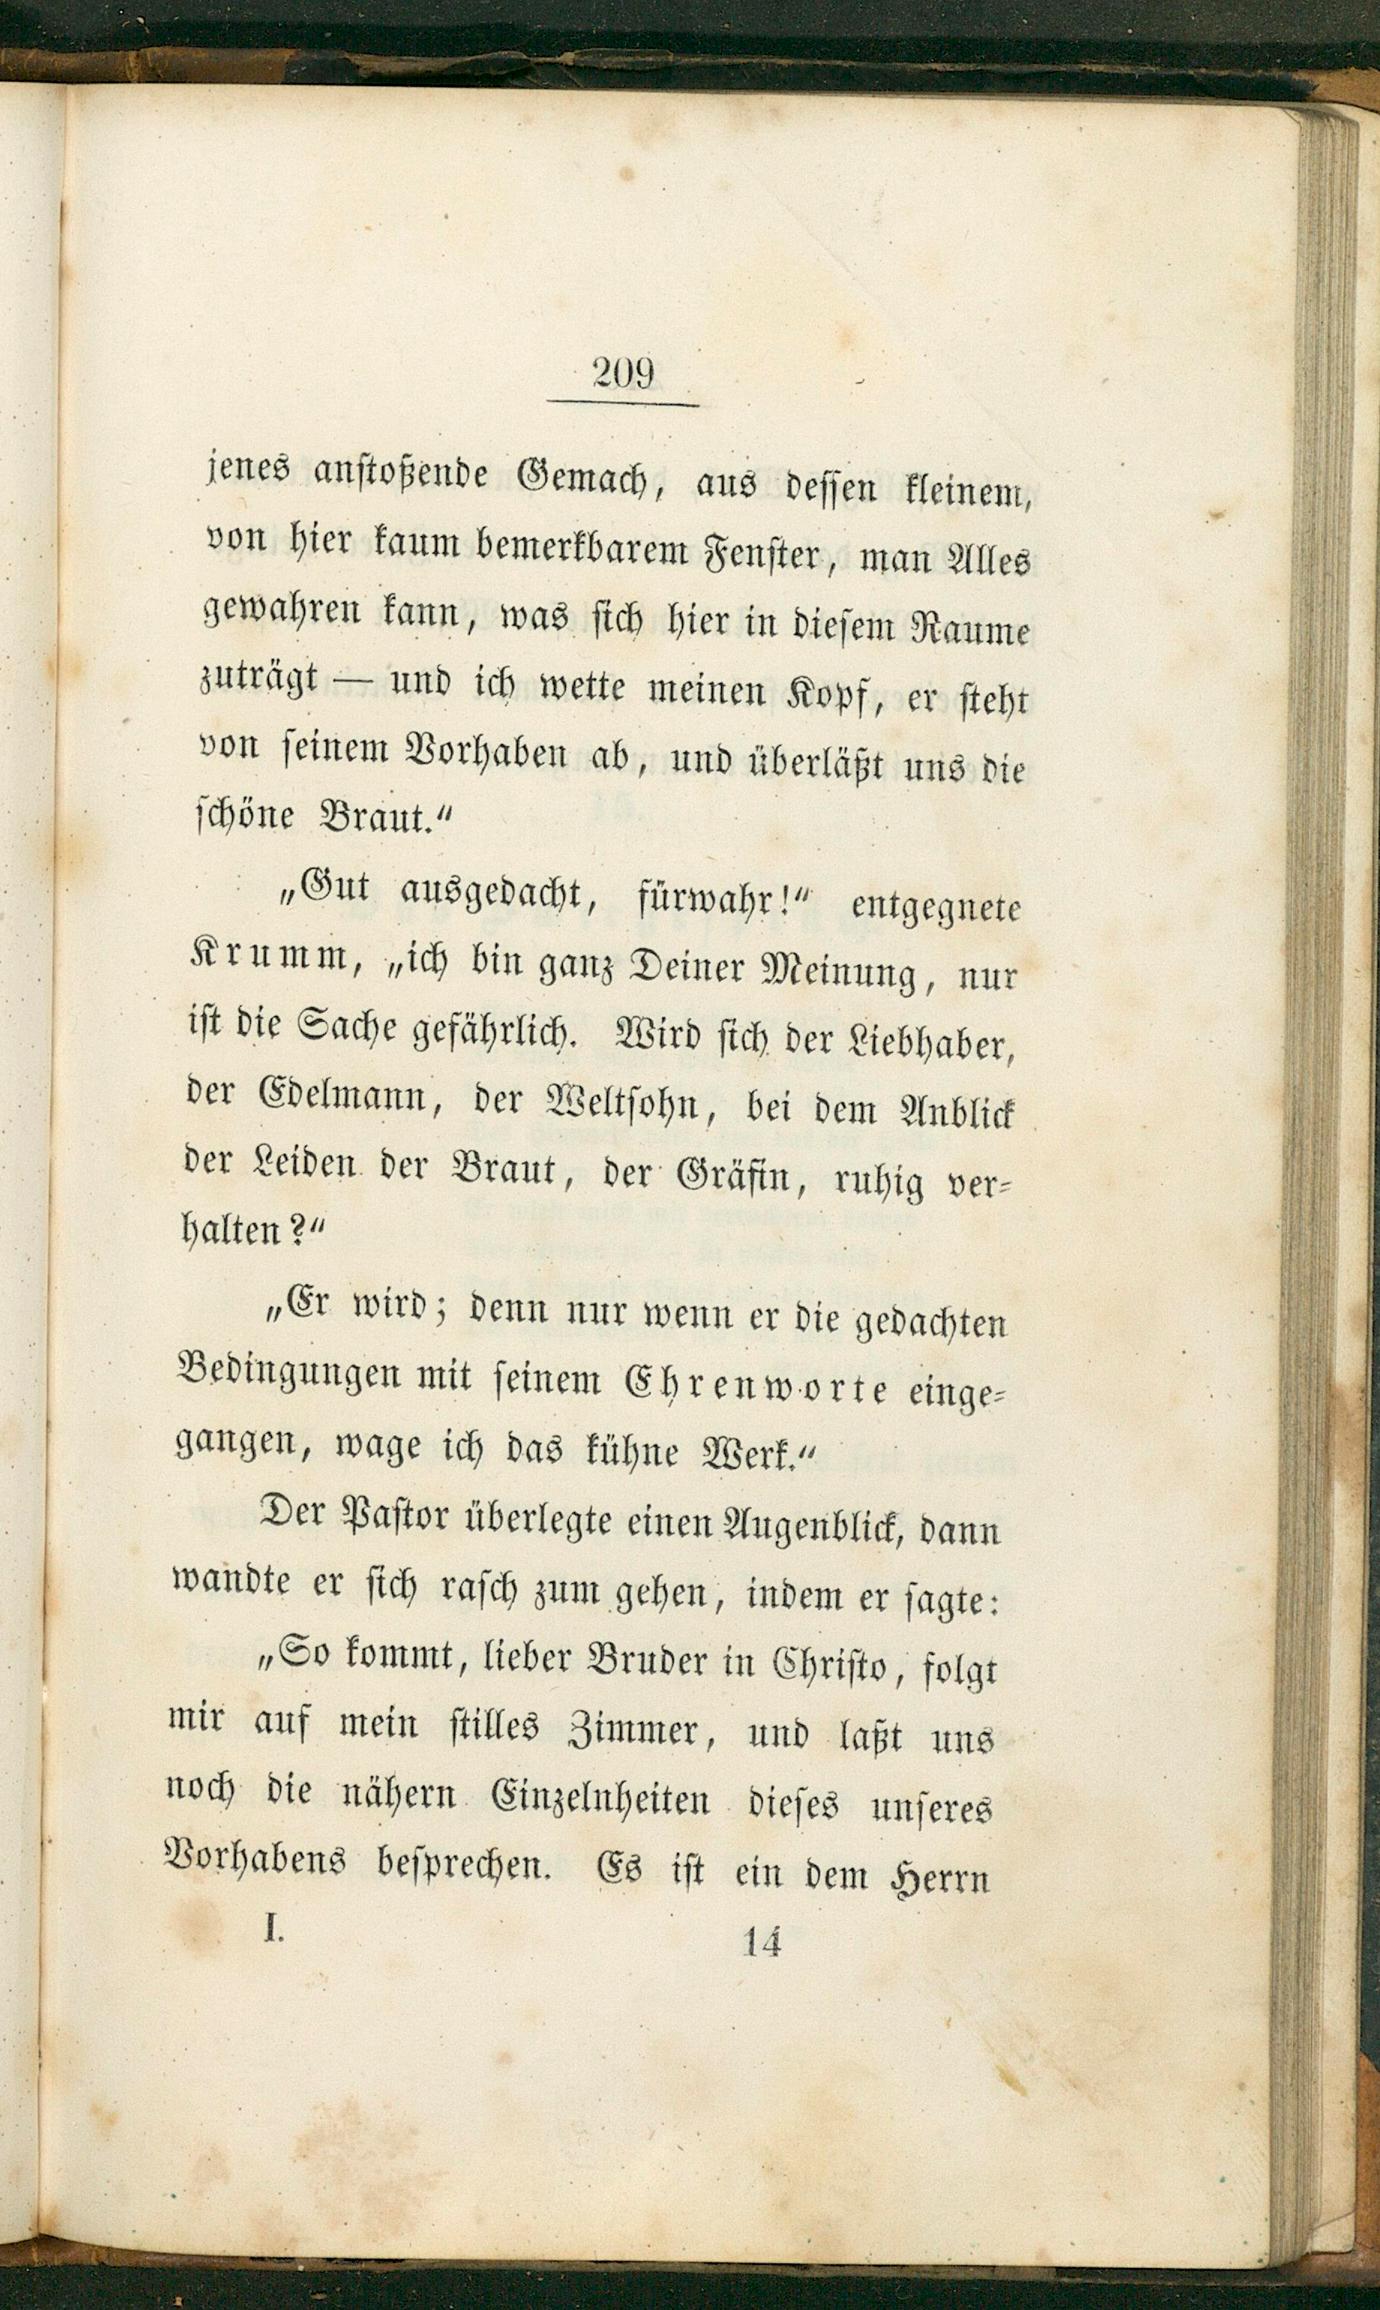 209
jenes anstoßende Gemach, aus dessen kleinem,
von hier kaum bemerkbarem Fenster, man Alles
gewahren kann, was sich hier in diesem Raume
zuträgt — und ich wette meinen Kopf, er steht
von seinem Vorhaben ab, und überläßt uns die
schöne Braut.“
„Gut ausgedacht, fürwahr!“ entgegnete
Krumm, „ich bin ganz Deiner Meinung, nur
ist die Sache gefährlich. Wird sich der Liebhaber,
der Edelmann, der Weltsohn, bei dem Anblick
der Leiden der Braut, der Gräfin, ruhig ver-
halten?“
„Er wird; denn nur wenn er die gedachten
Bedingungen mit seinem Ehrenworte einge-
gangen, wage ich das kühne Werk.“
Der Pastor überlegte einen Augenblick, dann
wandte er sich rasch zum gehen, indem er sagte:
„So kommt, lieber Bruder in Christo, folgt
mir auf mein stilles Zimmer, und laßt uns
noch die nähern Einzelnheiten dieses unseres
Vorhabens besprechen. Es ist ein dem Herrn
I. 14